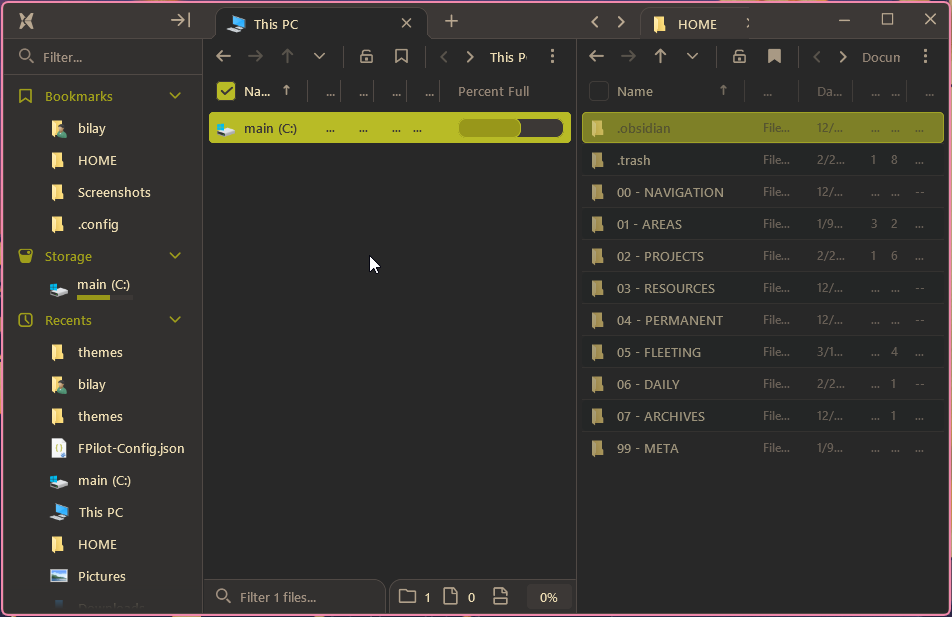 This PC
HOME
Filter...
This P
Docun
Bookmarks
bilay
HOME
Screenshots
.config
Storage
main (C:)
Recents
themes
bilay
themes
FPilot-Config.json
main (C:)
This PC
HOME
Pictures
Downloads
Na... ... ... ... ... Percent Full
main (C:) ... ... ... ...
Filter 1 files...
1 0 0%
Name ... Da... ... ... ...
.obsidian File... 12/... ... ... ...
.trash File... 2/2... 1 8 ...
00 - NAVIGATION File... 12/... ... ... --
01 - AREAS File... 1/9... 3 2 ...
02 - PROJECTS File... 2/2... 1 6 ...
03 - RESOURCES File... 12/... ... ... --
04 - PERMANENT File... 12/... ... ... --
05 - FLEETING File... 3/1... ... 4 ...
06 - DAILY File... 2/2... ... 1 --
07 - ARCHIVES File... 12/... ... 1 ...
99 - META File... 1/9... ... ... ...